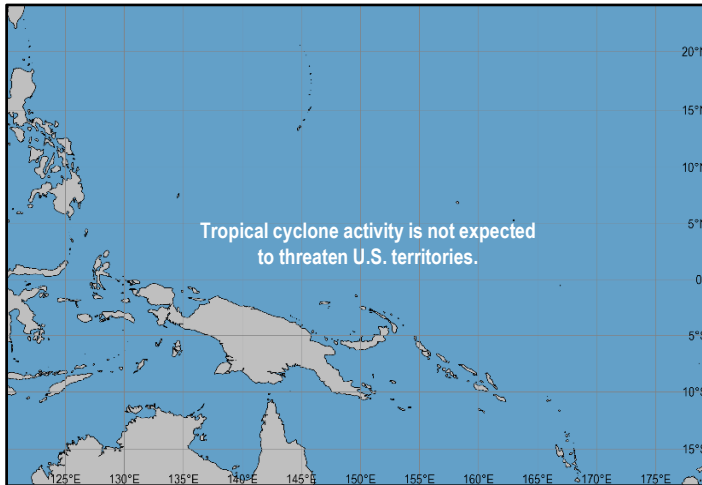 20°N
15°N
10°N
5°N
Tropical cyclone activity is not expected
to threaten U.S. territories.
0°
5°S
10°S
15°S
125°E 130°E 135°E 140°E 145°E 150°E 155°E 160°E 165°E 170°E 175°E